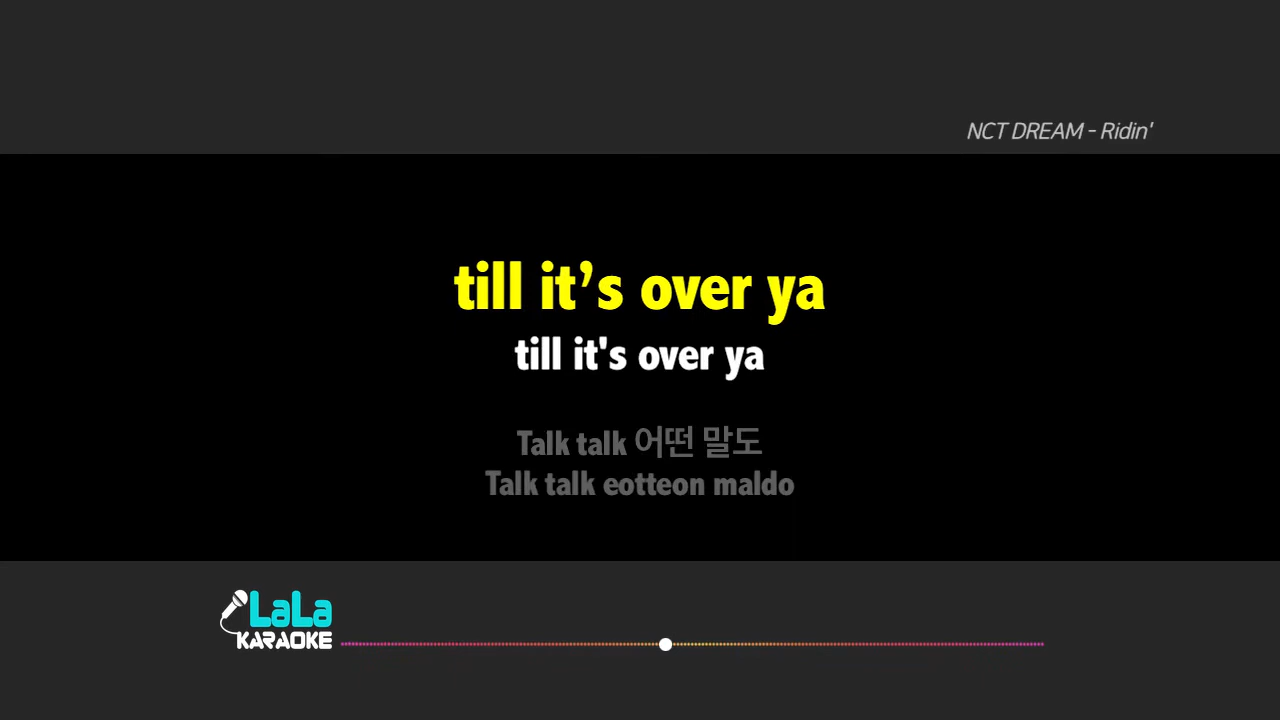 NCT DREAM - Ridin'
till it’s over ya
till it's over ya
Talk talk 어떤 말도
Talk talk eotteon maldo
LaLa
KARAOKE